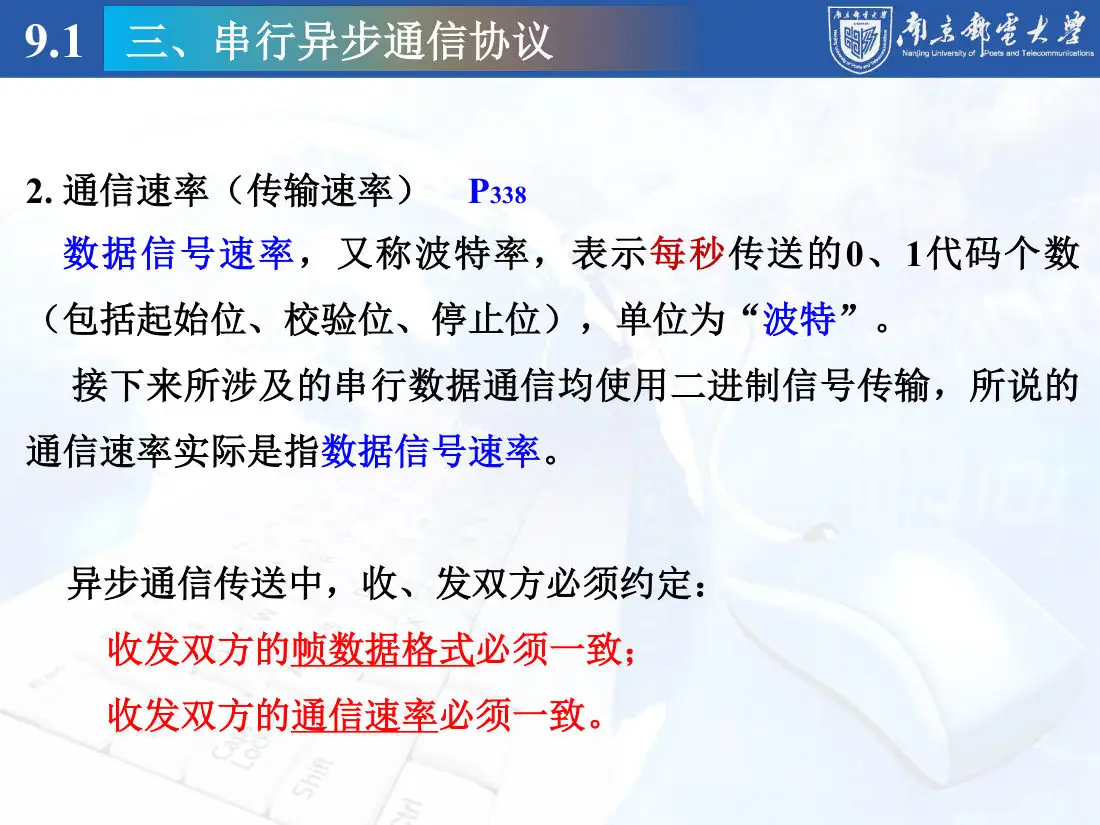 9.1 三、串行异步通信协议
南京邮电大学
Nanjing University of Posts and Telecommunications
2. 通信速率（传输速率） P338
数据信号速率，又称波特率，表示每秒传送的0、1代码个数
（包括起始位、校验位、停止位），单位为“波特”。
接下来所涉及的串行数据通信均使用二进制信号传输，所说的
通信速率实际是指数据信号速率。
异步通信传送中，收、发双方必须约定：
收发双方的帧数据格式必须一致；
收发双方的通信速率必须一致。
Shift